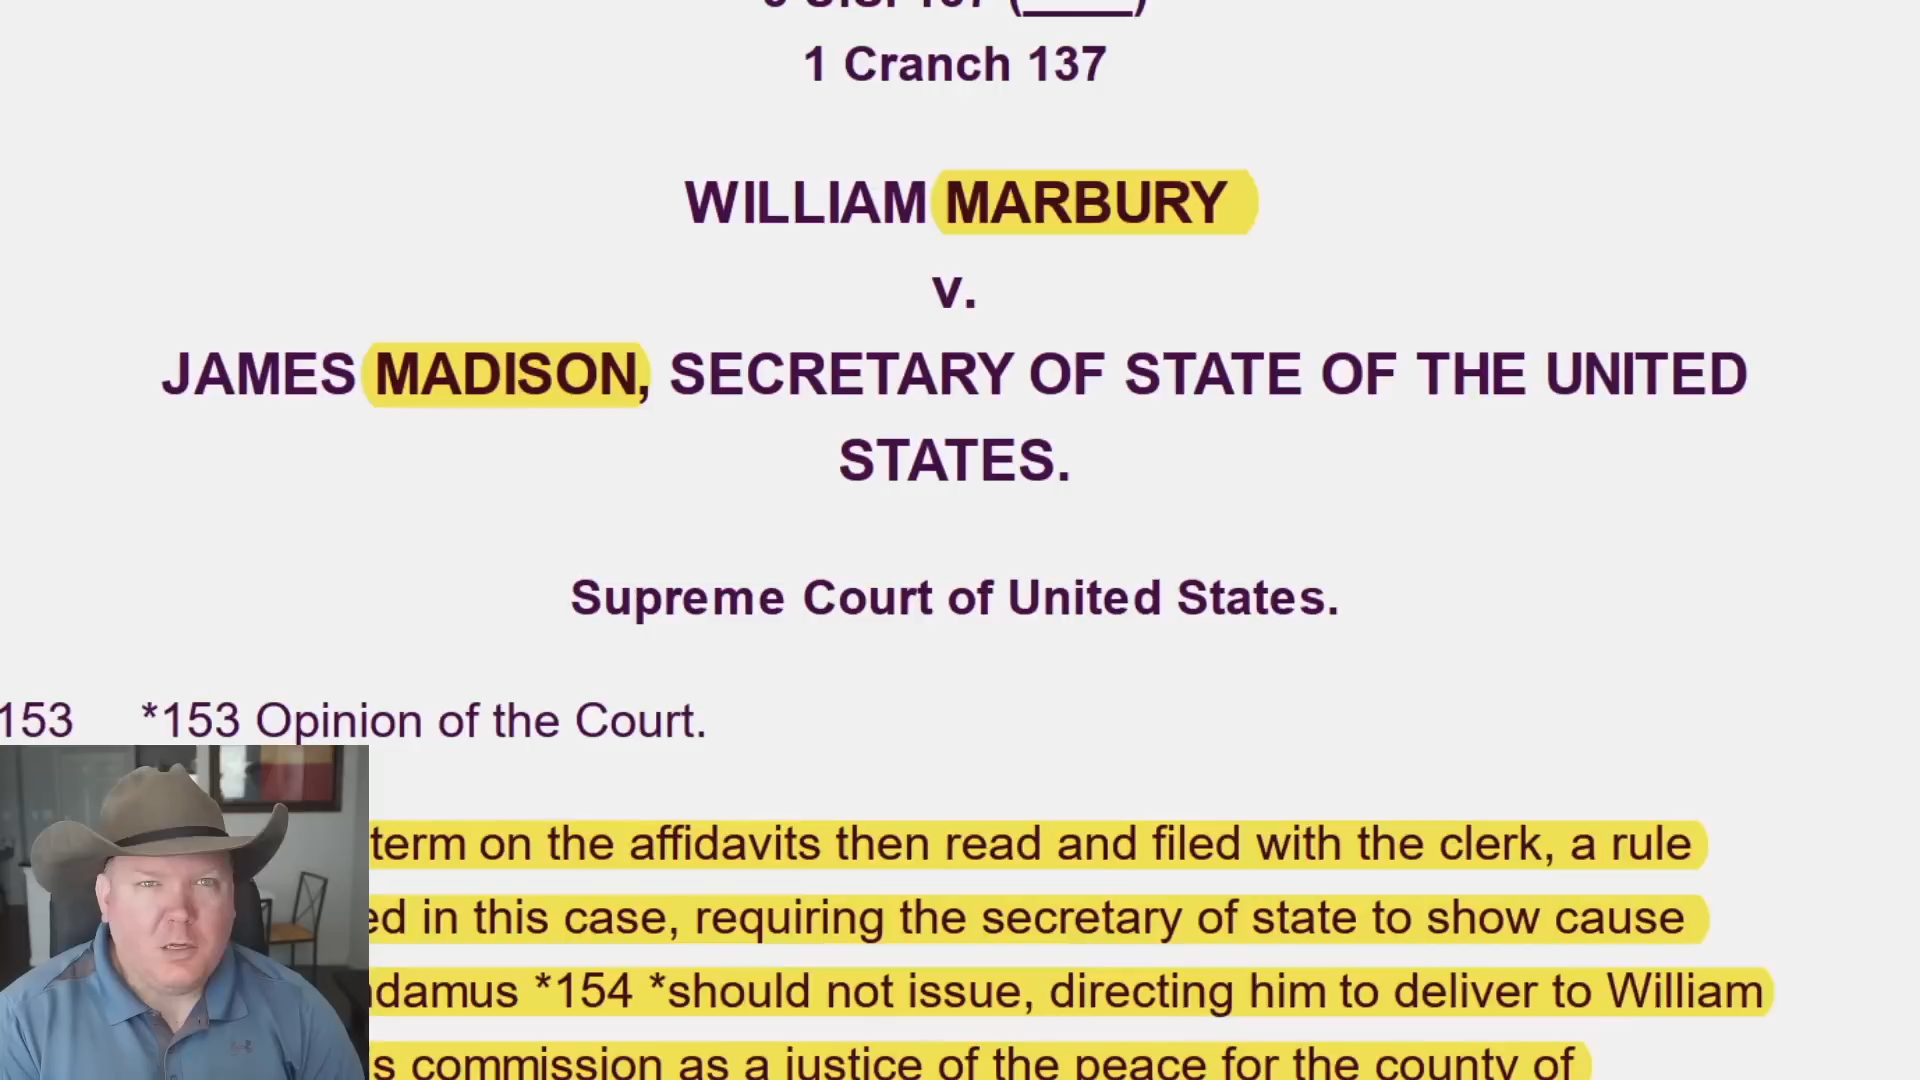 137
1 Cranch 137
WILLIAM MARBURY
v.
JAMES MADISON, SECRETARY OF STATE OF THE UNITED
STATES.
Supreme Court of United States.
153 *153 Opinion of the Court.
term on the affidavits then read and filed with the clerk, a rule
ed in this case, requiring the secretary of state to show cause
ndamus *154 *should not issue, directing him to deliver to William
s commission as a justice of the peace for the county of